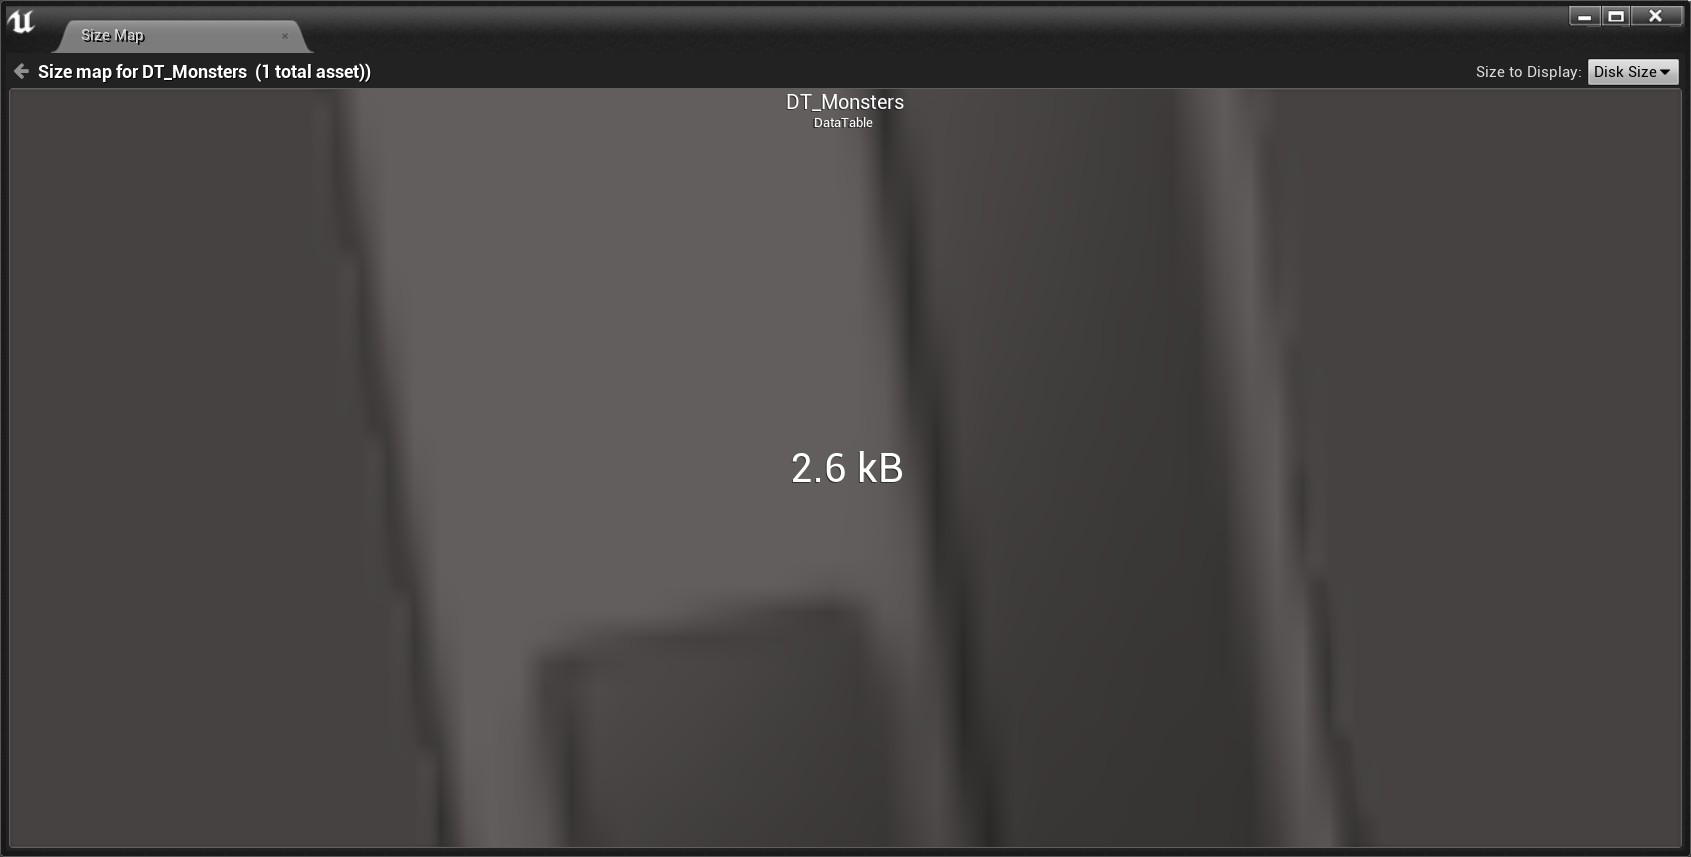 Size Map
Size map for DT_Monsters (1 total asset))
Size to Display: Disk Size
DT_Monsters
DataTable
2.6 kB